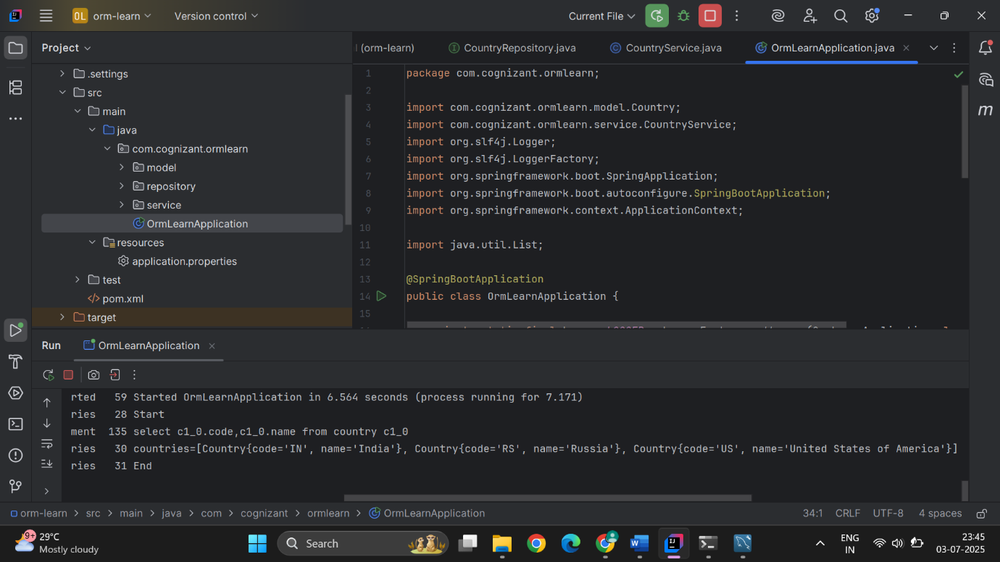 OL orm-learn Version control Current File
Project
l (orm-learn) CountryRepository.java CountryService.java OrmLearnApplication.java
.settings
src
main
java
com.cognizant.ormlearn
model
repository
service
OrmLearnApplication
resources
application.properties
test
pom.xml
target
1 package com.cognizant.ormlearn;
2
3 import com.cognizant.ormlearn.model.Country;
4 import com.cognizant.ormlearn.service.CountryService;
5 import org.slf4j.Logger;
6 import org.slf4j.LoggerFactory;
7 import org.springframework.boot.SpringApplication;
8 import org.springframework.boot.autoconfigure.SpringBootApplication;
9 import org.springframework.context.ApplicationContext;
10
11 import java.util.List;
12
13 @SpringBootApplication
14 public class OrmLearnApplication {
15
Run OrmLearnApplication
rted 59 Started OrmLearnApplication in 6.564 seconds (process running for 7.171)
ries 28 Start
ment 135 select c1_0.code,c1_0.name from country c1_0
ries 30 countries=[Country{code='IN', name='India'}, Country{code='RS', name='Russia'}, Country{code='US', name='United States of America'}]
ries 31 End
orm-learn > src > main > java > com > cognizant > ormlearn > OrmLearnApplication 34:1 CRLF UTF-8 4 spaces
9+ 29°C
Mostly cloudy
Search
ENG
IN
23:45
03-07-2025